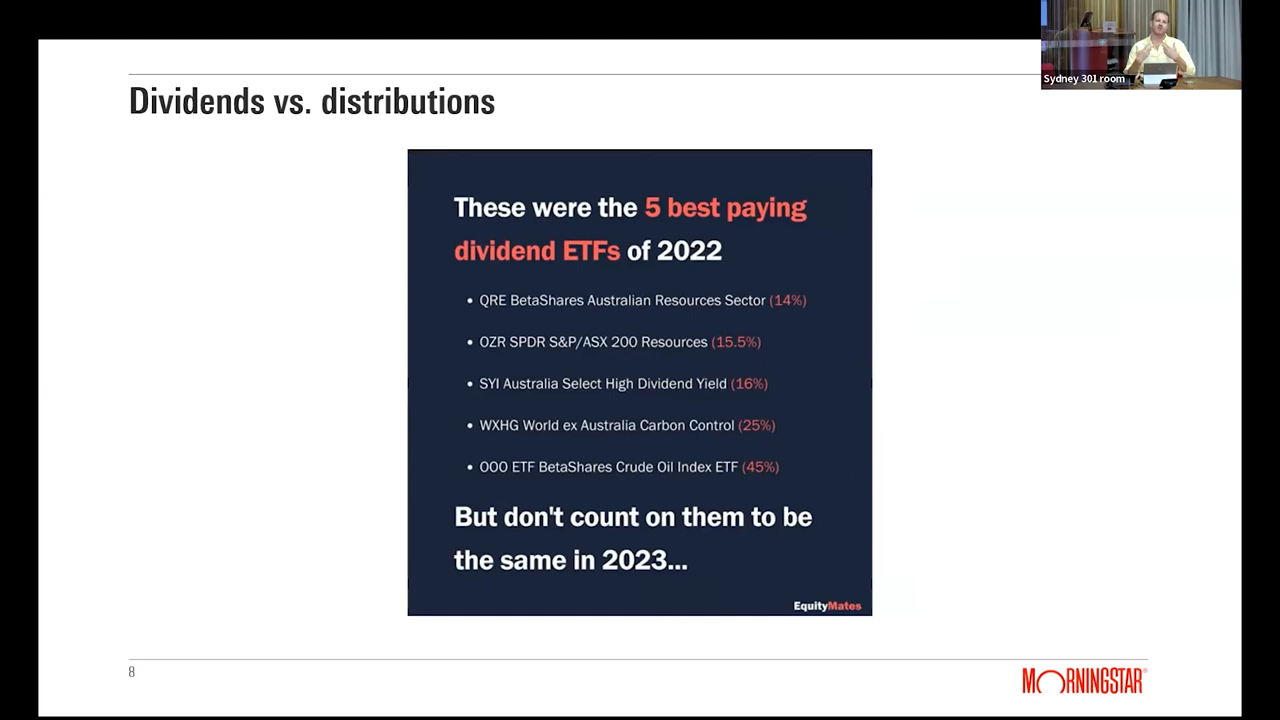 Sydney 301 room
Dividends vs. distributions
These were the 5 best paying
dividend ETFs of 2022
• QRE BetaShares Australian Resources Sector (14%)
• OZR SPDR S&P/ASX 200 Resources (15.5%)
• SYI Australia Select High Dividend Yield (16%)
• WXHG World ex Australia Carbon Control (25%)
• OOO ETF BetaShares Crude Oil Index ETF (45%)
But don't count on them to be
the same in 2023...
EquityMates
8
MORNINGSTAR